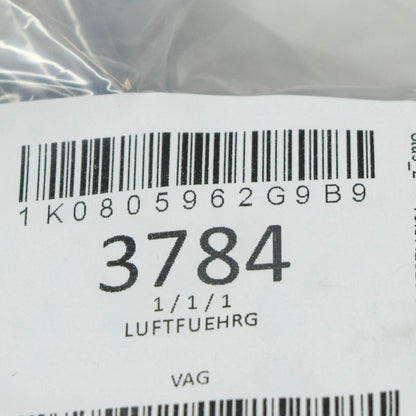 1K0805962G9B9
3784
1/1/1
LUFTFUEHRG
VAG